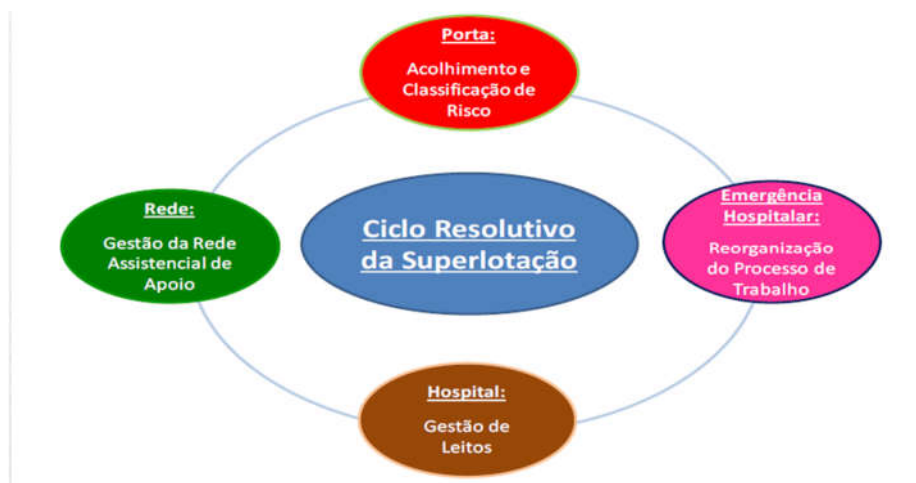 Porta:
Acolhimento e
Classificação de
Risco
Rede:
Gestão da Rede
Assistencial de
Apoio
Ciclo Resolutivo
da Superlotação
Emergência
Hospitalar:
Reorganização
do Processo de
Trabalho
Hospital:
Gestão de
Leitos